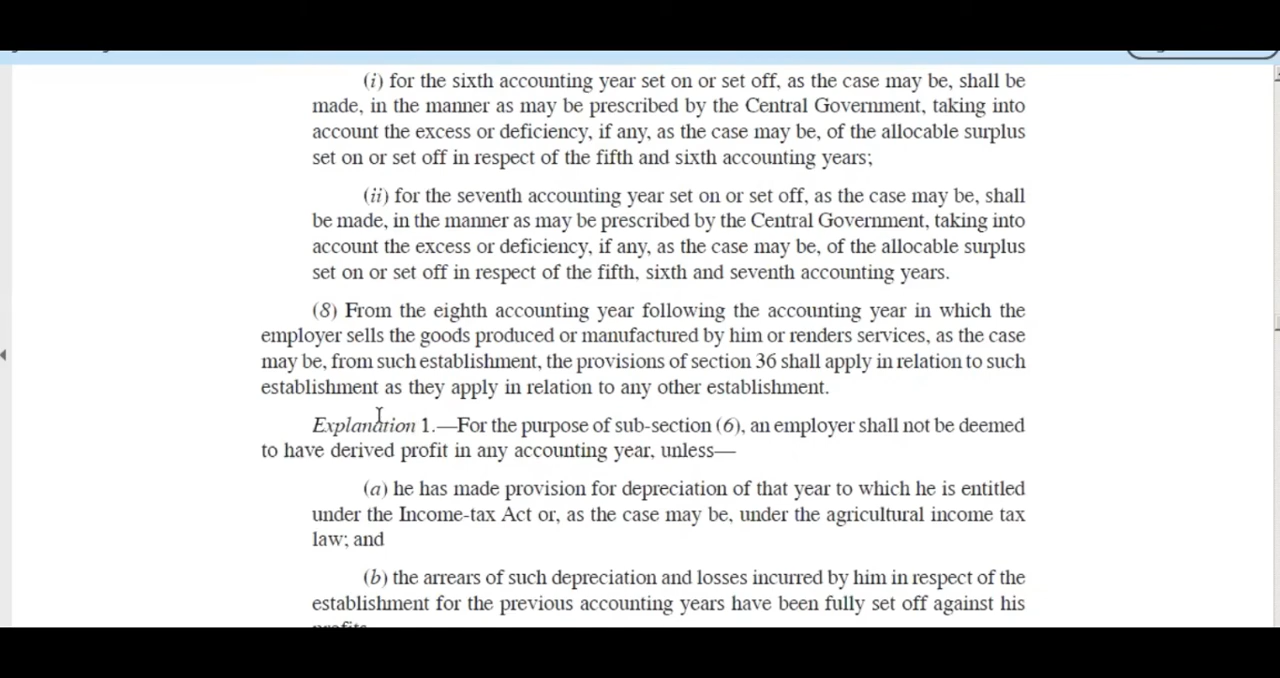 (i) for the sixth accounting year set on or set off, as the case may be, shall be
made, in the manner as may be prescribed by the Central Government, taking into
account the excess or deficiency, if any, as the case may be, of the allocable surplus
set on or set off in respect of the fifth and sixth accounting years;
(ii) for the seventh accounting year set on or set off, as the case may be, shall
be made, in the manner as may be prescribed by the Central Government, taking into
account the excess or deficiency, if any, as the case may be, of the allocable surplus
set on or set off in respect of the fifth, sixth and seventh accounting years.
(8) From the eighth accounting year following the accounting year in which the
employer sells the goods produced or manufactured by him or renders services, as the case
may be, from such establishment, the provisions of section 36 shall apply in relation to such
establishment as they apply in relation to any other establishment.
Explanation 1.—For the purpose of sub-section (6), an employer shall not be deemed
to have derived profit in any accounting year, unless—
(a) he has made provision for depreciation of that year to which he is entitled
under the Income-tax Act or, as the case may be, under the agricultural income tax
law; and
(b) the arrears of such depreciation and losses incurred by him in respect of the
establishment for the previous accounting years have been fully set off against his